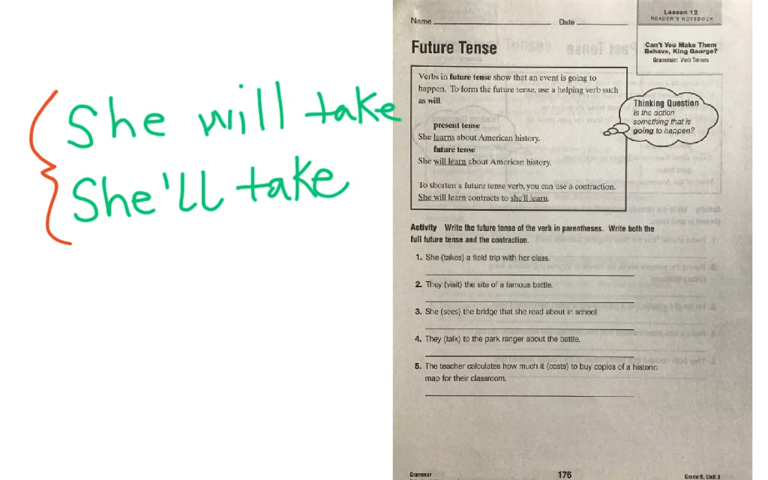 She will take
She'll take
Name
Date
Lesson 12
READER'S NOTEBOOK
Future Tense
Can't You Make Them
Behave, King George?
Grammar: Verb Tenses
Verbs in future tense show that an event is going to
happen. To form the future tense, use a helping verb such
as will.
present tense
She learns about American history.
future tense
She will learn about American history.
To shorten a future tense verb, you can use a contraction.
She will learn contracts to she'll learn.
Thinking Question
Is the action
something that is
going to happen?
Activity Write the future tense of the verb in parentheses. Write both the
full future tense and the contraction.
1. She (takes) a field trip with her class.
2. They (visit) the site of a famous battle.
3. She (sees) the bridge that she read about in school.
4. They (talk) to the park ranger about the battle.
5. The teacher calculates how much it (costs) to buy copies of a historic
map for their classroom.
Grammar
176
Grade 5, Unit 3